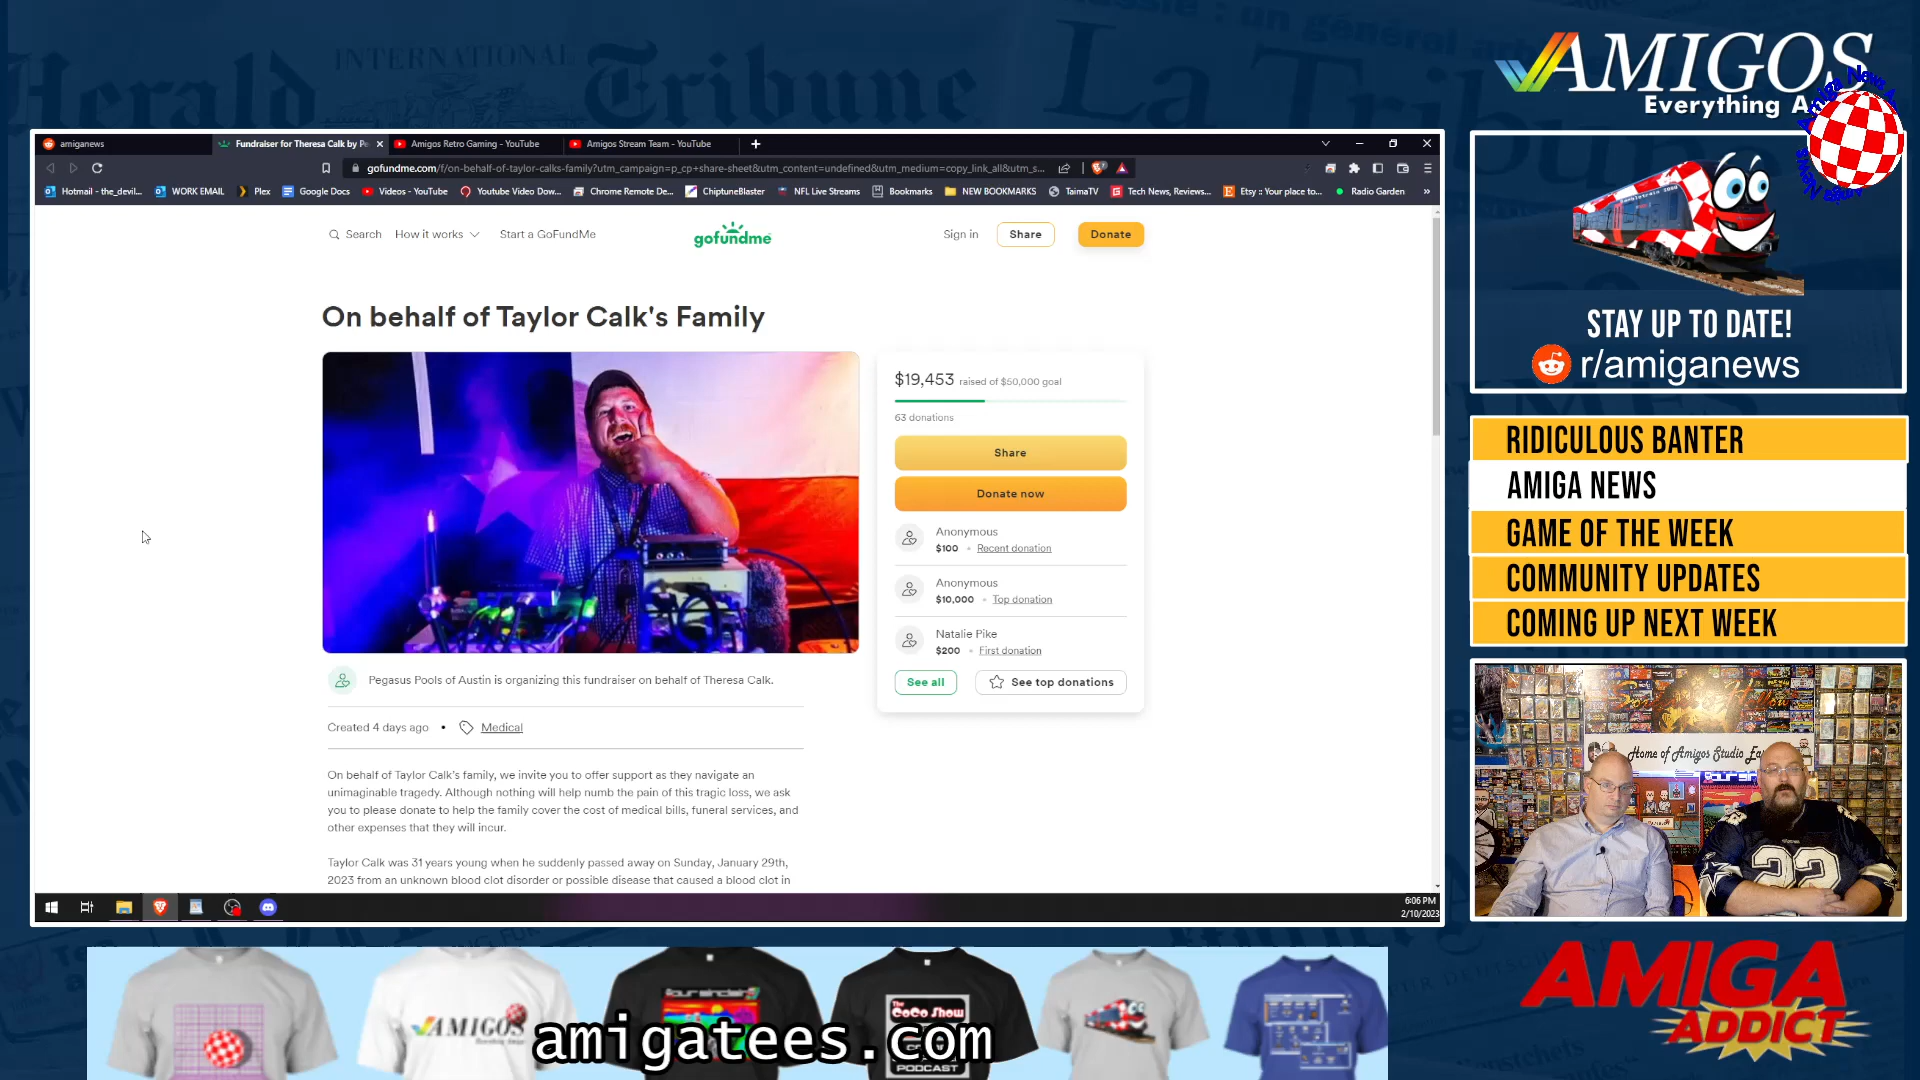 Herald
INTERNATIONAL
Tribune
AMIGOS
Everything A
Amiga News
amiganews
Fundraiser for Theresa Calk by Pe
Amigos Retro Gaming - YouTube
Amigos Stream Team - YouTube
gofundme.com/f/on-behalf-of-taylor-calks-family?utm_campaign=p_cp+share-sheet&utm_content=undefined&utm_medium=copy_link_all&utm_s...
Hotmail - the_devil...
WORK EMAIL
Plex
Google Docs
Videos - YouTube
Youtube Video Dow...
Chrome Remote De...
ChiptuneBlaster
NFL Live Streams
Bookmarks
NEW BOOKMARKS
TaimaTV
Tech News, Reviews...
Etsy :: Your place to...
Radio Garden
Search
How it works
Start a GoFundMe
gofundme
Sign in
Share
Donate
On behalf of Taylor Calk's Family
$19,453 raised of $50,000 goal
63 donations
Share
Donate now
Anonymous
$100 • Recent donation
Anonymous
$10,000 • Top donation
Natalie Pike
$200 • First donation
See all
See top donations
Pegasus Pools of Austin is organizing this fundraiser on behalf of Theresa Calk.
Created 4 days ago • Medical
On behalf of Taylor Calk's family, we invite you to offer support as they navigate an
unimaginable tragedy. Although nothing will help numb the pain of this tragic loss, we ask
you to please donate to help the family cover the cost of medical bills, funeral services, and
other expenses that they will incur.
Taylor Calk was 31 years young when he suddenly passed away on Sunday, January 29th,
2023 from an unknown blood clot disorder or possible disease that caused a blood clot in
6:06 PM
2/10/2023
STAY UP TO DATE!
r/amiganews
RIDICULOUS BANTER
AMIGA NEWS
GAME OF THE WEEK
COMMUNITY UPDATES
COMING UP NEXT WEEK
Home of Amigos Studio
22
AMIGOS
The
CoCo Show
PODCAST
amigatees.com
AMIGA
ADDICT